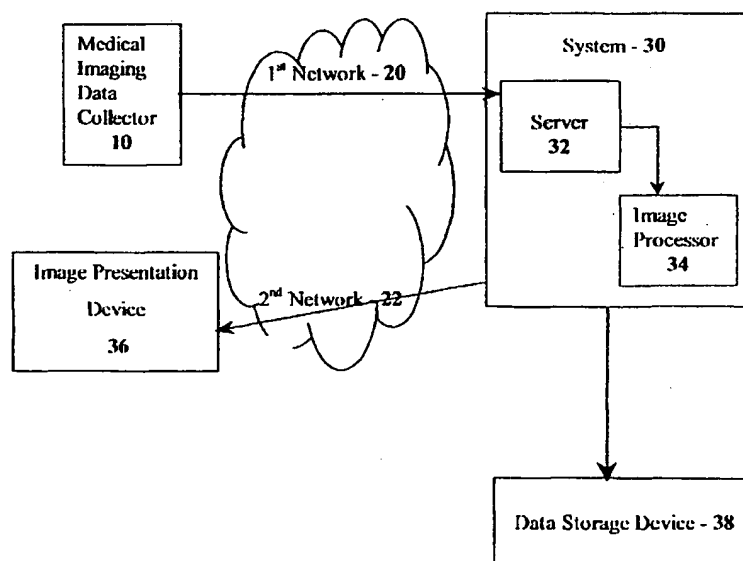 Medical
Imaging
Data
Collector
10
1st Network - 20
System - 30
Server
32
Image
Processor
34
Image Presentation
Device
36
2nd Network - 22
Data Storage Device - 38